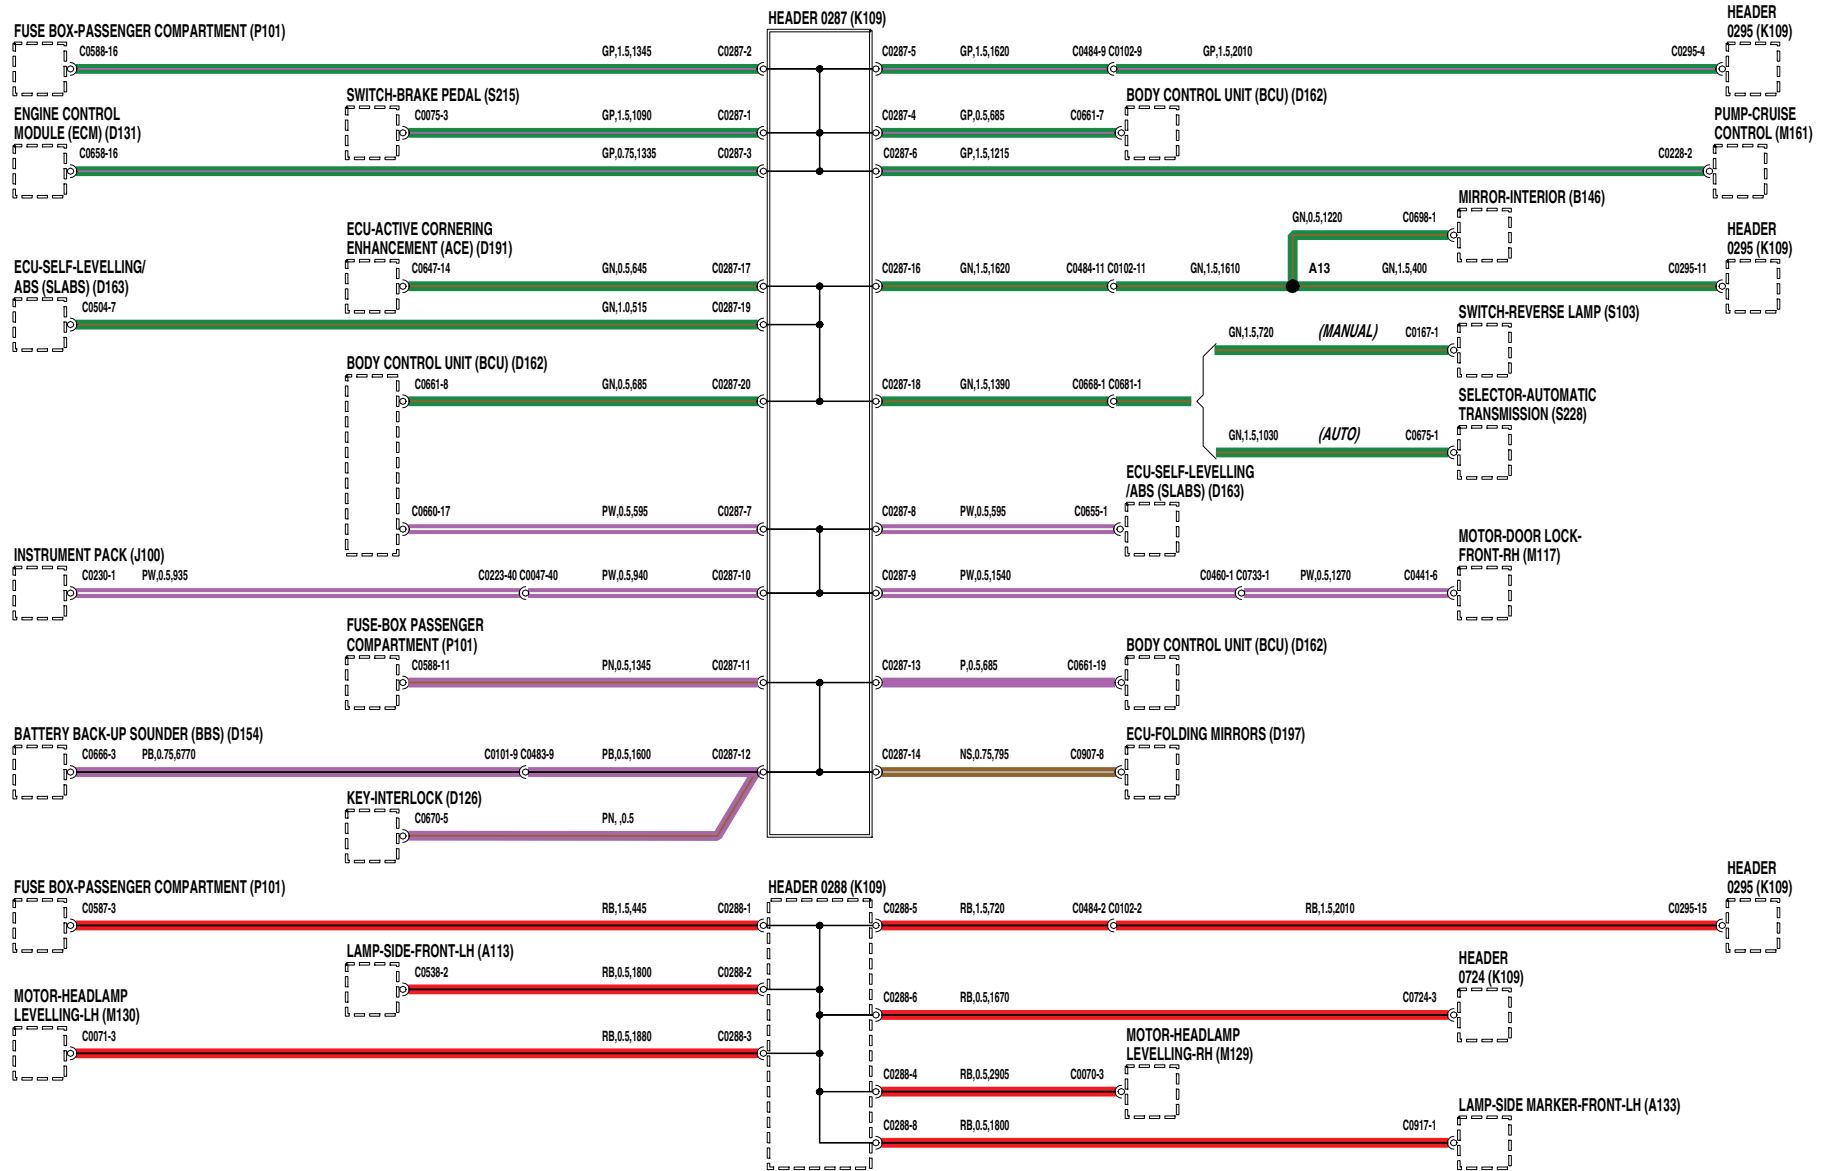 HEADER 0287 (K109)
FUSE BOX-PASSENGER COMPARTMENT (P101)
C0588-16 GP,1.5,1345 C0287-2
C0287-5 GP,1.5,1620 C0484-9 C0102-9 GP,1.5,2010 C0295-4
HEADER
0295 (K109)
SWITCH-BRAKE PEDAL (S215)
C0075-3 GP,1.5,1090 C0287-1
C0287-4 GP,0.5,685 C0661-7
BODY CONTROL UNIT (BCU) (D162)
ENGINE CONTROL
MODULE (ECM) (D131)
C0658-16 GP,0.75,1335 C0287-3
C0287-6 GP,1.5,1215 C0228-2
PUMP-CRUISE
CONTROL (M161)
MIRROR-INTERIOR (B146)
GN,0.5,1220 C0698-1
ECU-ACTIVE CORNERING
ENHANCEMENT (ACE) (D191)
C0647-14 GN,0.5,645 C0287-17
C0287-16 GN,1.5,1620 C0484-11 C0102-11 GN,1.5,1610 A13 GN,1.5,400 C0295-11
HEADER
0295 (K109)
ECU-SELF-LEVELLING/
ABS (SLABS) (D163)
C0504-7 GN,1.0,515 C0287-19
SWITCH-REVERSE LAMP (S103)
GN,1.5,720 (MANUAL) C0167-1
BODY CONTROL UNIT (BCU) (D162)
C0661-8 GN,0.5,685 C0287-20
C0287-18 GN,1.5,1390 C0668-1 C0681-1
SELECTOR-AUTOMATIC
TRANSMISSION (S228)
GN,1.5,1030 (AUTO) C0675-1
C0660-17 PW,0.5,595 C0287-7
C0287-8 PW,0.5,595 C0655-1
ECU-SELF-LEVELLING
/ABS (SLABS) (D163)
INSTRUMENT PACK (J100)
C0230-1 PW,0.5,935 C0223-40 C0047-40 PW,0.5,940 C0287-10
C0287-9 PW,0.5,1540 C0460-1 C0733-1 PW,0.5,1270 C0441-6
MOTOR-DOOR LOCK-
FRONT-RH (M117)
FUSE-BOX PASSENGER
COMPARTMENT (P101)
C0588-11 PN,0.5,1345 C0287-11
C0287-13 P,0.5,685 C0661-19
BODY CONTROL UNIT (BCU) (D162)
BATTERY BACK-UP SOUNDER (BBS) (D154)
C0666-3 PB,0.75,6770 C0101-9 C0483-9 PB,0.5,1600 C0287-12
C0287-14 NS,0.75,795 C0907-8
ECU-FOLDING MIRRORS (D197)
KEY-INTERLOCK (D126)
C0670-5 PN, ,0.5
FUSE BOX-PASSENGER COMPARTMENT (P101)
C0587-3 RB,1.5,445 C0288-1
HEADER 0288 (K109)
C0288-5 RB,1.5,720 C0484-2 C0102-2 RB,1.5,2010 C0295-15
HEADER
0295 (K109)
LAMP-SIDE-FRONT-LH (A113)
C0538-2 RB,0.5,1800 C0288-2
C0288-6 RB,0.5,1670 C0724-3
HEADER
0724 (K109)
MOTOR-HEADLAMP
LEVELLING-LH (M130)
C0071-3 RB,0.5,1880 C0288-3
MOTOR-HEADLAMP
LEVELLING-RH (M129)
C0288-4 RB,0.5,2905 C0070-3
LAMP-SIDE MARKER-FRONT-LH (A133)
C0288-8 RB,0.5,1800 C0917-1